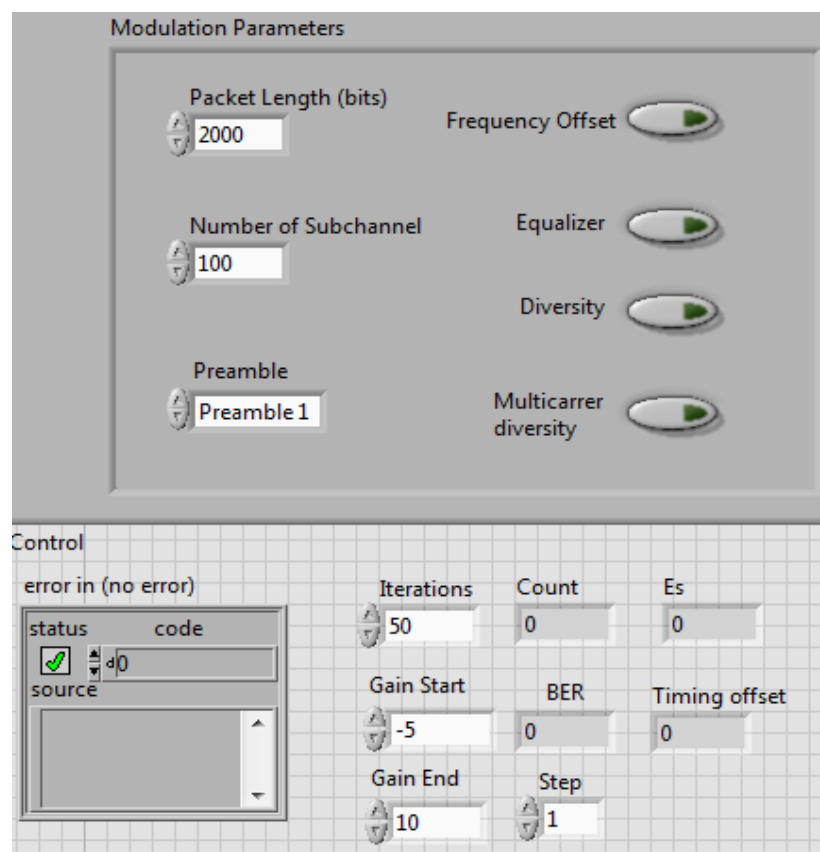 Modulation Parameters
Packet Length (bits)
2000
Frequency Offset
Number of Subchannel
100
Equalizer
Diversity
Preamble
Preamble 1
Multicarrer
diversity
Control
error in (no error)
status code
d0
source
Iterations Count Es
50 0 0
Gain Start BER Timing offset
-5 0 0
Gain End Step
10 1